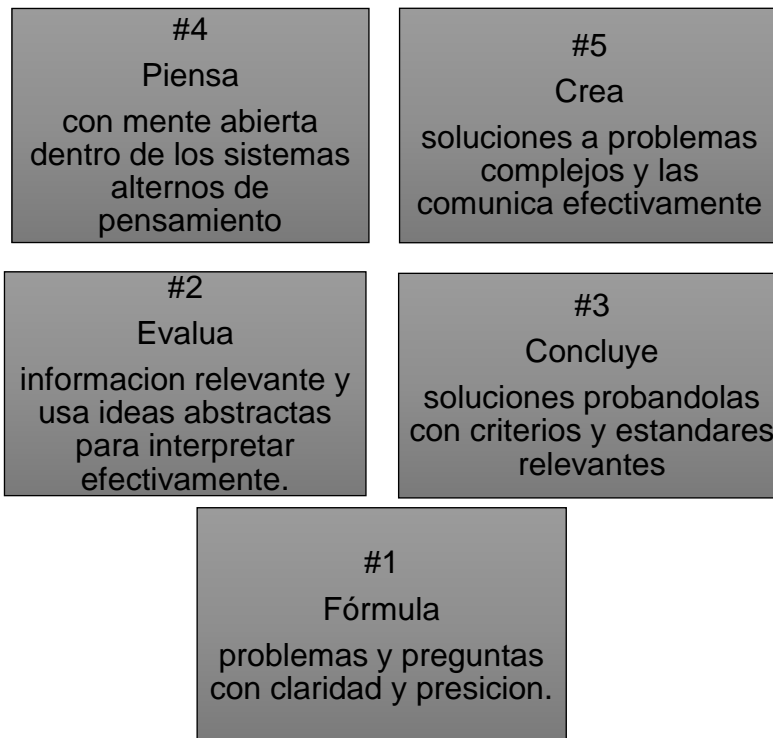 #4
Piensa
con mente abierta
dentro de los sistemas
alternos de
pensamiento
#5
Crea
soluciones a problemas
complejos y las
comunica efectivamente
#2
Evalua
informacion relevante y
usa ideas abstractas
para interpretar
efectivamente.
#3
Concluye
soluciones probandolas
con criterios y estandares
relevantes
#1
Fórmula
problemas y preguntas
con claridad y presicion.